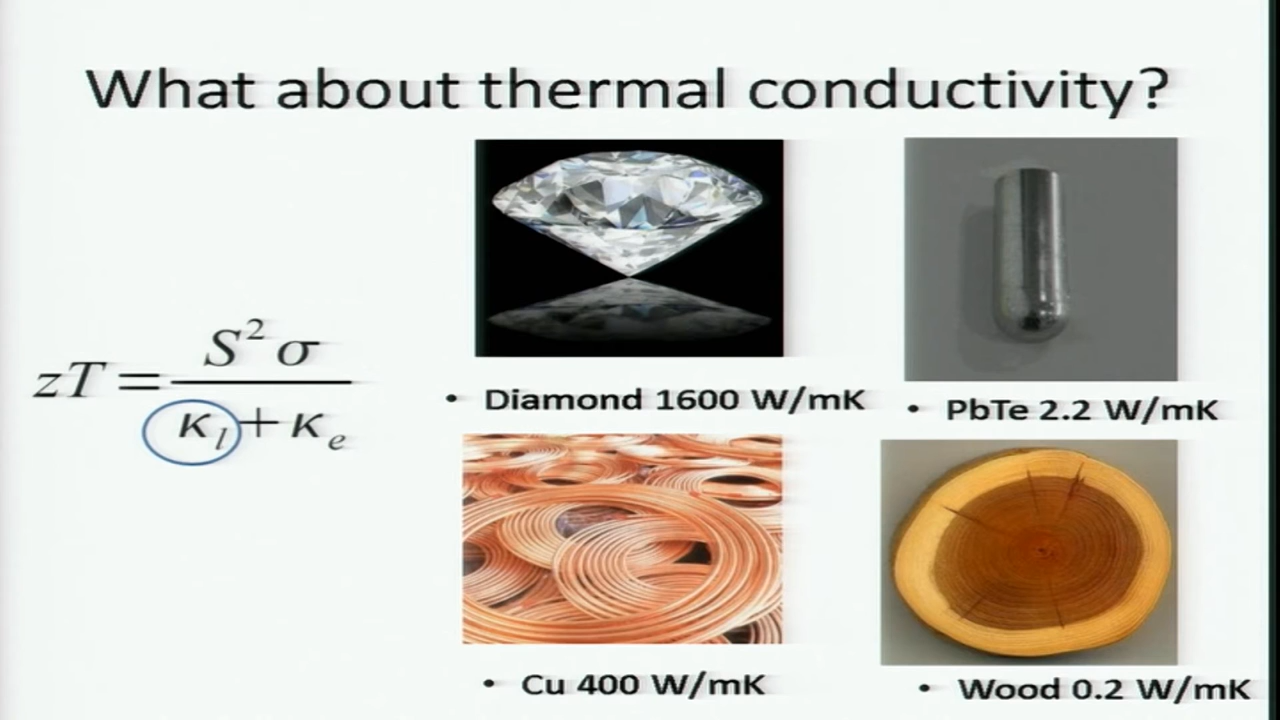 What about thermal conductivity?
zT = S² σ / κₗ + κₑ
• Diamond 1600 W/mK
• PbTe 2.2 W/mK
• Cu 400 W/mK
• Wood 0.2 W/mK